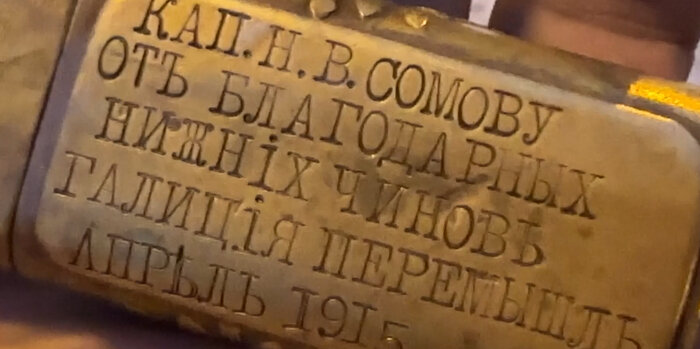 КАП. Н. В. СОМОВУ
ОТЪ БЛАГОДАРНЫХ
НИЖНІХ ЧИНОВЪ
ГАЛИЦІЯ ПЕРЕМЫШЛЬ
АПРѢЛЬ 1915